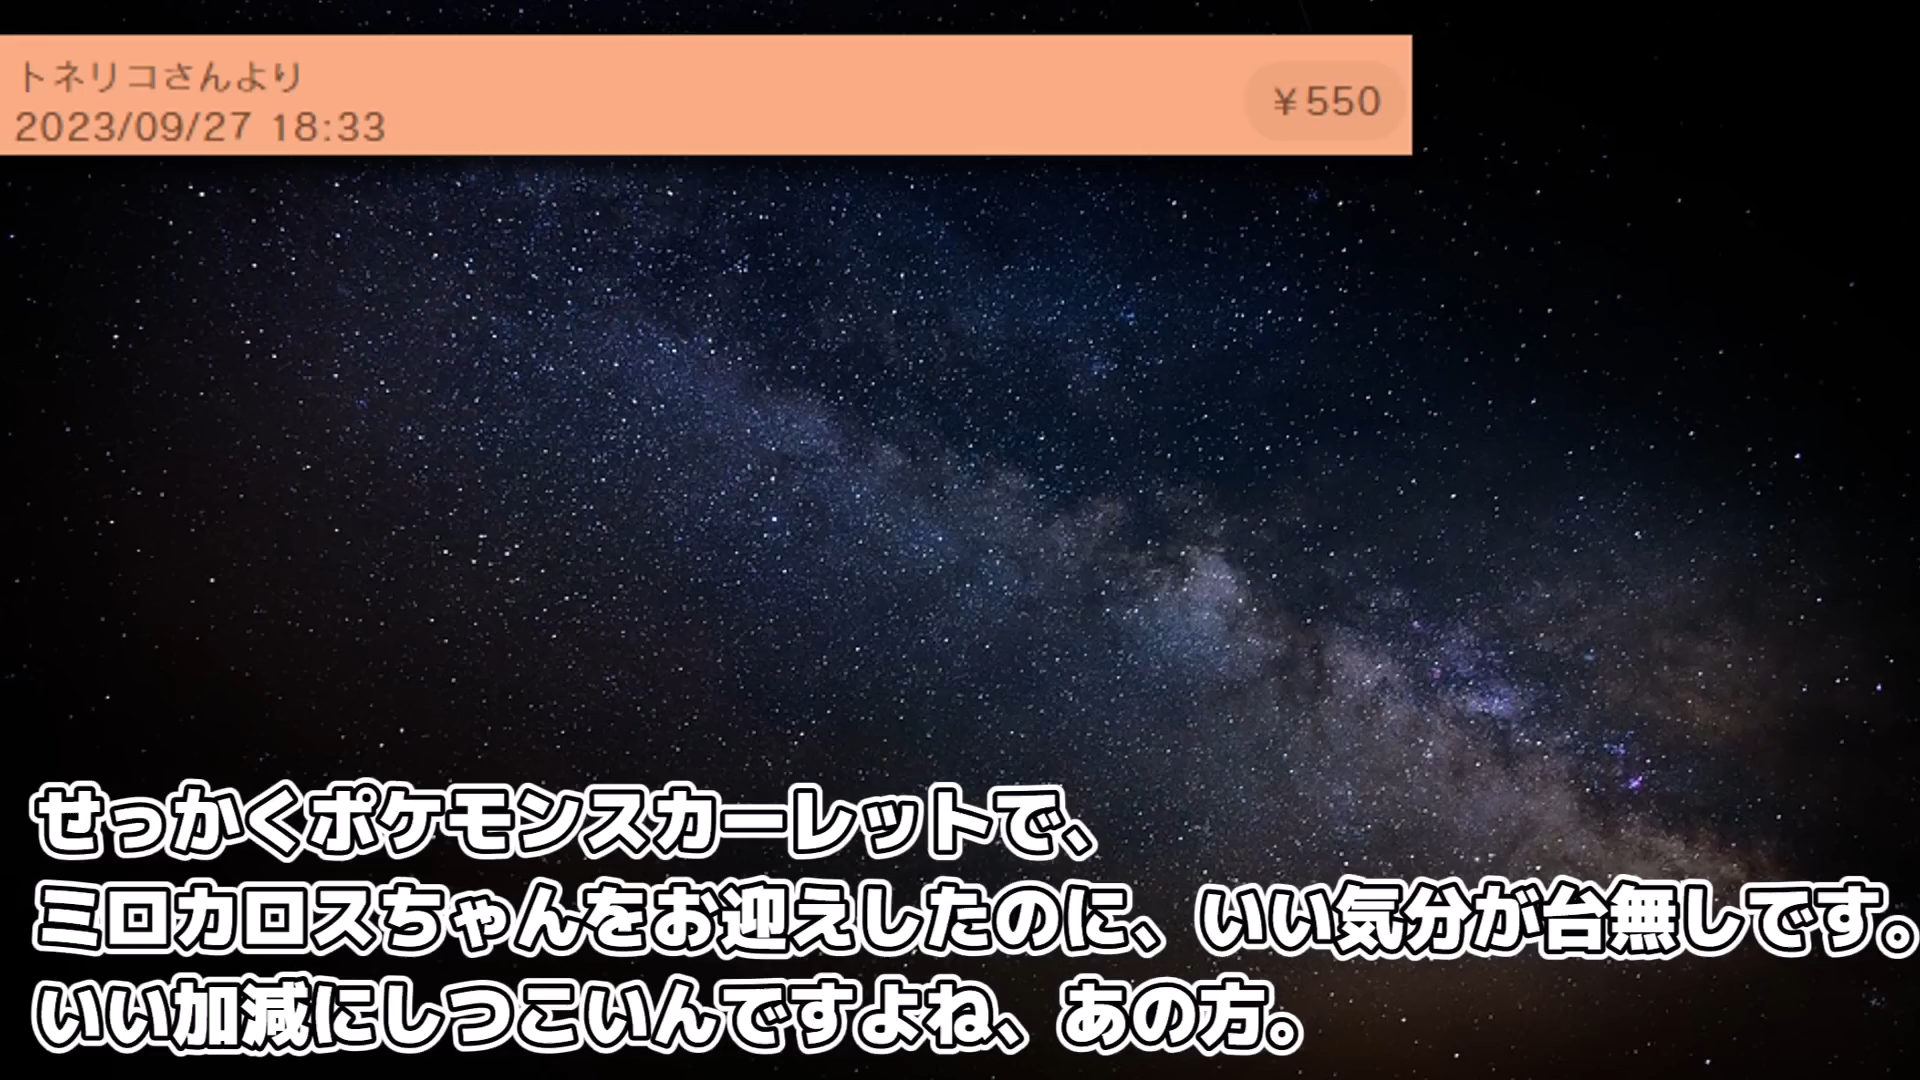 トネリコさんより
2023/09/27 18:33
￥550
せっかくポケモンスカーレットで、
ミロカロスちゃんをお迎えしたのに、いい気分が台無しです。
いい加減にしつこいんですよね、あの方。